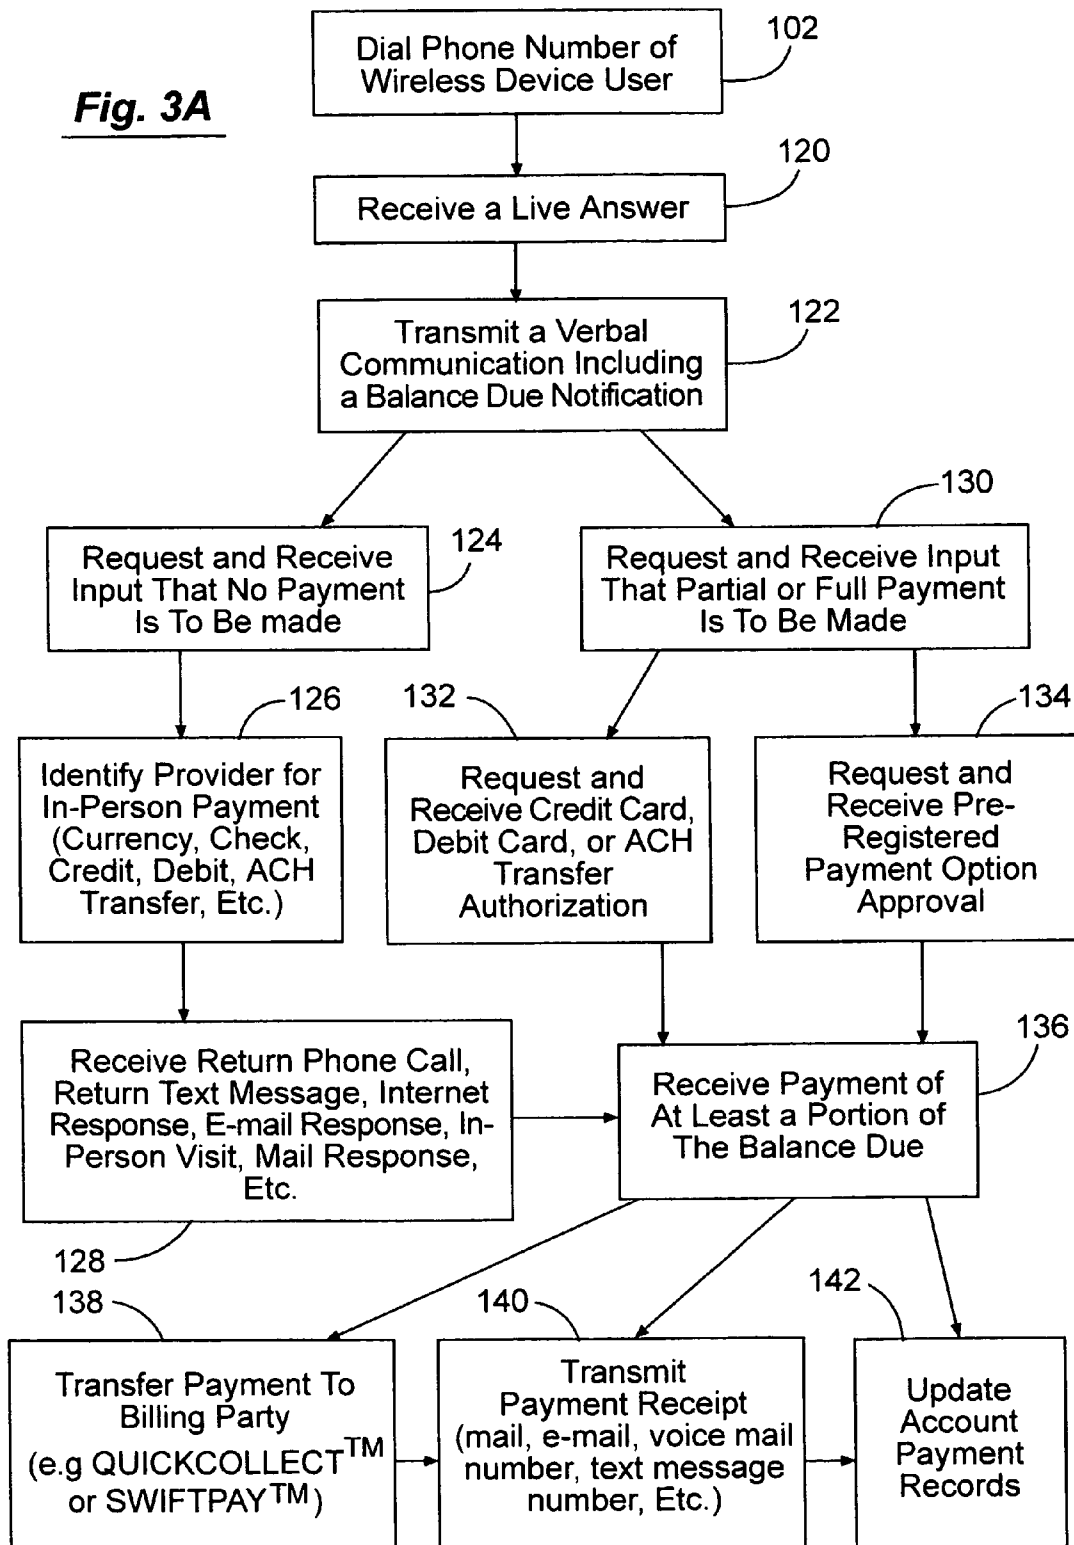 Fig. 3A
Dial Phone Number of
Wireless Device User
102
Receive a Live Answer
120
Transmit a Verbal
Communication Including
a Balance Due Notification
122
Request and Receive
Input That No Payment
Is To Be made
124
Request and Receive Input
That Partial or Full Payment
Is To Be Made
130
126
Identify Provider for
In-Person Payment
(Currency, Check,
Credit, Debit, ACH
Transfer, Etc.)
132
Request and
Receive Credit Card,
Debit Card, or ACH
Transfer
Authorization
134
Request and
Receive Pre-
Registered
Payment Option
Approval
Receive Return Phone Call,
Return Text Message, Internet
Response, E-mail Response, In-
Person Visit, Mail Response,
Etc.
128
136
Receive Payment of
At Least a Portion of
The Balance Due
138
Transfer Payment To
Billing Party
(e.g QUICKCOLLECT™
or SWIFTPAY™)
140
Transmit
Payment Receipt
(mail, e-mail, voice mail
number, text message
number, Etc.)
142
Update
Account
Payment
Records